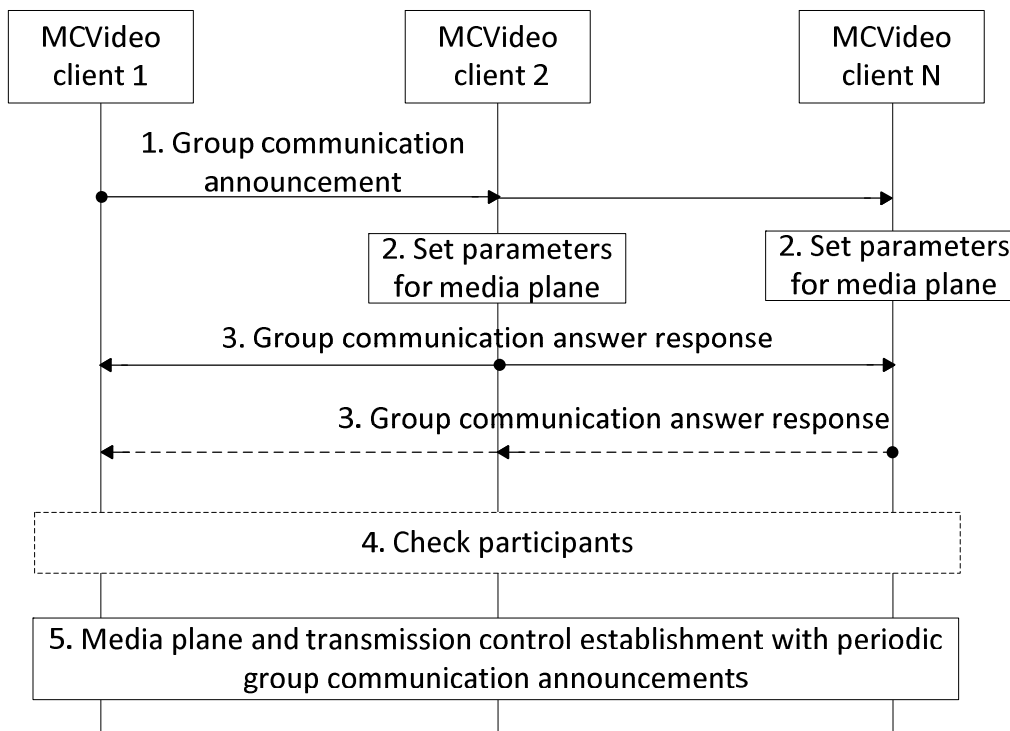 MCVideo
client 1
MCVideo
client 2
MCVideo
client N
1. Group communication
announcement
2. Set parameters
for media plane
2. Set parameters
for media plane
3. Group communication answer response
3. Group communication answer response
4. Check participants
5. Media plane and transmission control establishment with periodic
group communication announcements